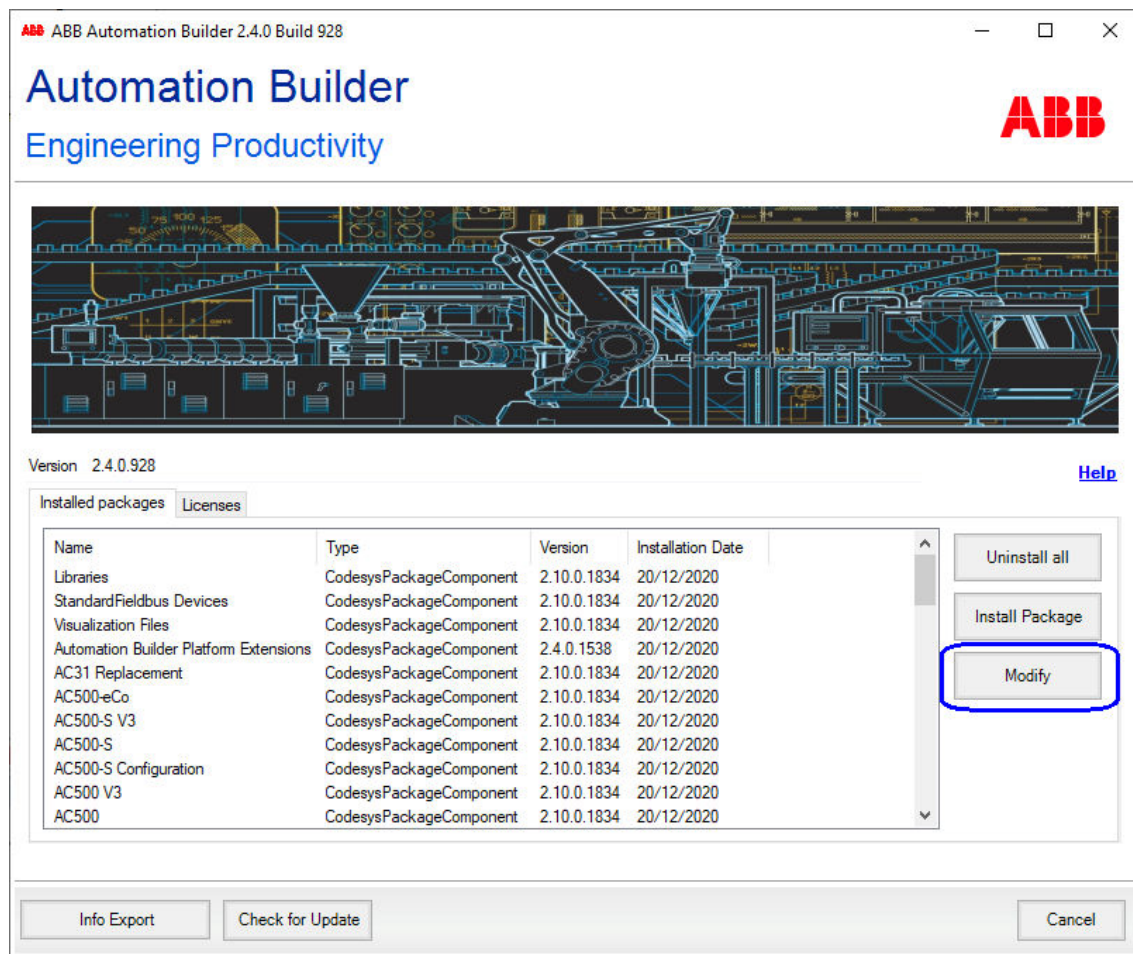 ABB ABB Automation Builder 2.4.0 Build 928
Automation Builder
ABB
Engineering Productivity
75 100 125
50
Version 2.4.0.928
Help
Installed packages Licenses
Name Type Version Installation Date
Libraries CodesysPackageComponent 2.10.0.1834 20/12/2020
StandardFieldbus Devices CodesysPackageComponent 2.10.0.1834 20/12/2020
Visualization Files CodesysPackageComponent 2.10.0.1834 20/12/2020
Automation Builder Platform Extensions CodesysPackageComponent 2.4.0.1538 20/12/2020
AC31 Replacement CodesysPackageComponent 2.10.0.1834 20/12/2020
AC500-eCo CodesysPackageComponent 2.10.0.1834 20/12/2020
AC500-S V3 CodesysPackageComponent 2.10.0.1834 20/12/2020
AC500-S CodesysPackageComponent 2.10.0.1834 20/12/2020
AC500-S Configuration CodesysPackageComponent 2.10.0.1834 20/12/2020
AC500 V3 CodesysPackageComponent 2.10.0.1834 20/12/2020
AC500 CodesysPackageComponent 2.10.0.1834 20/12/2020
Uninstall all
Install Package
Modify
Info Export Check for Update Cancel